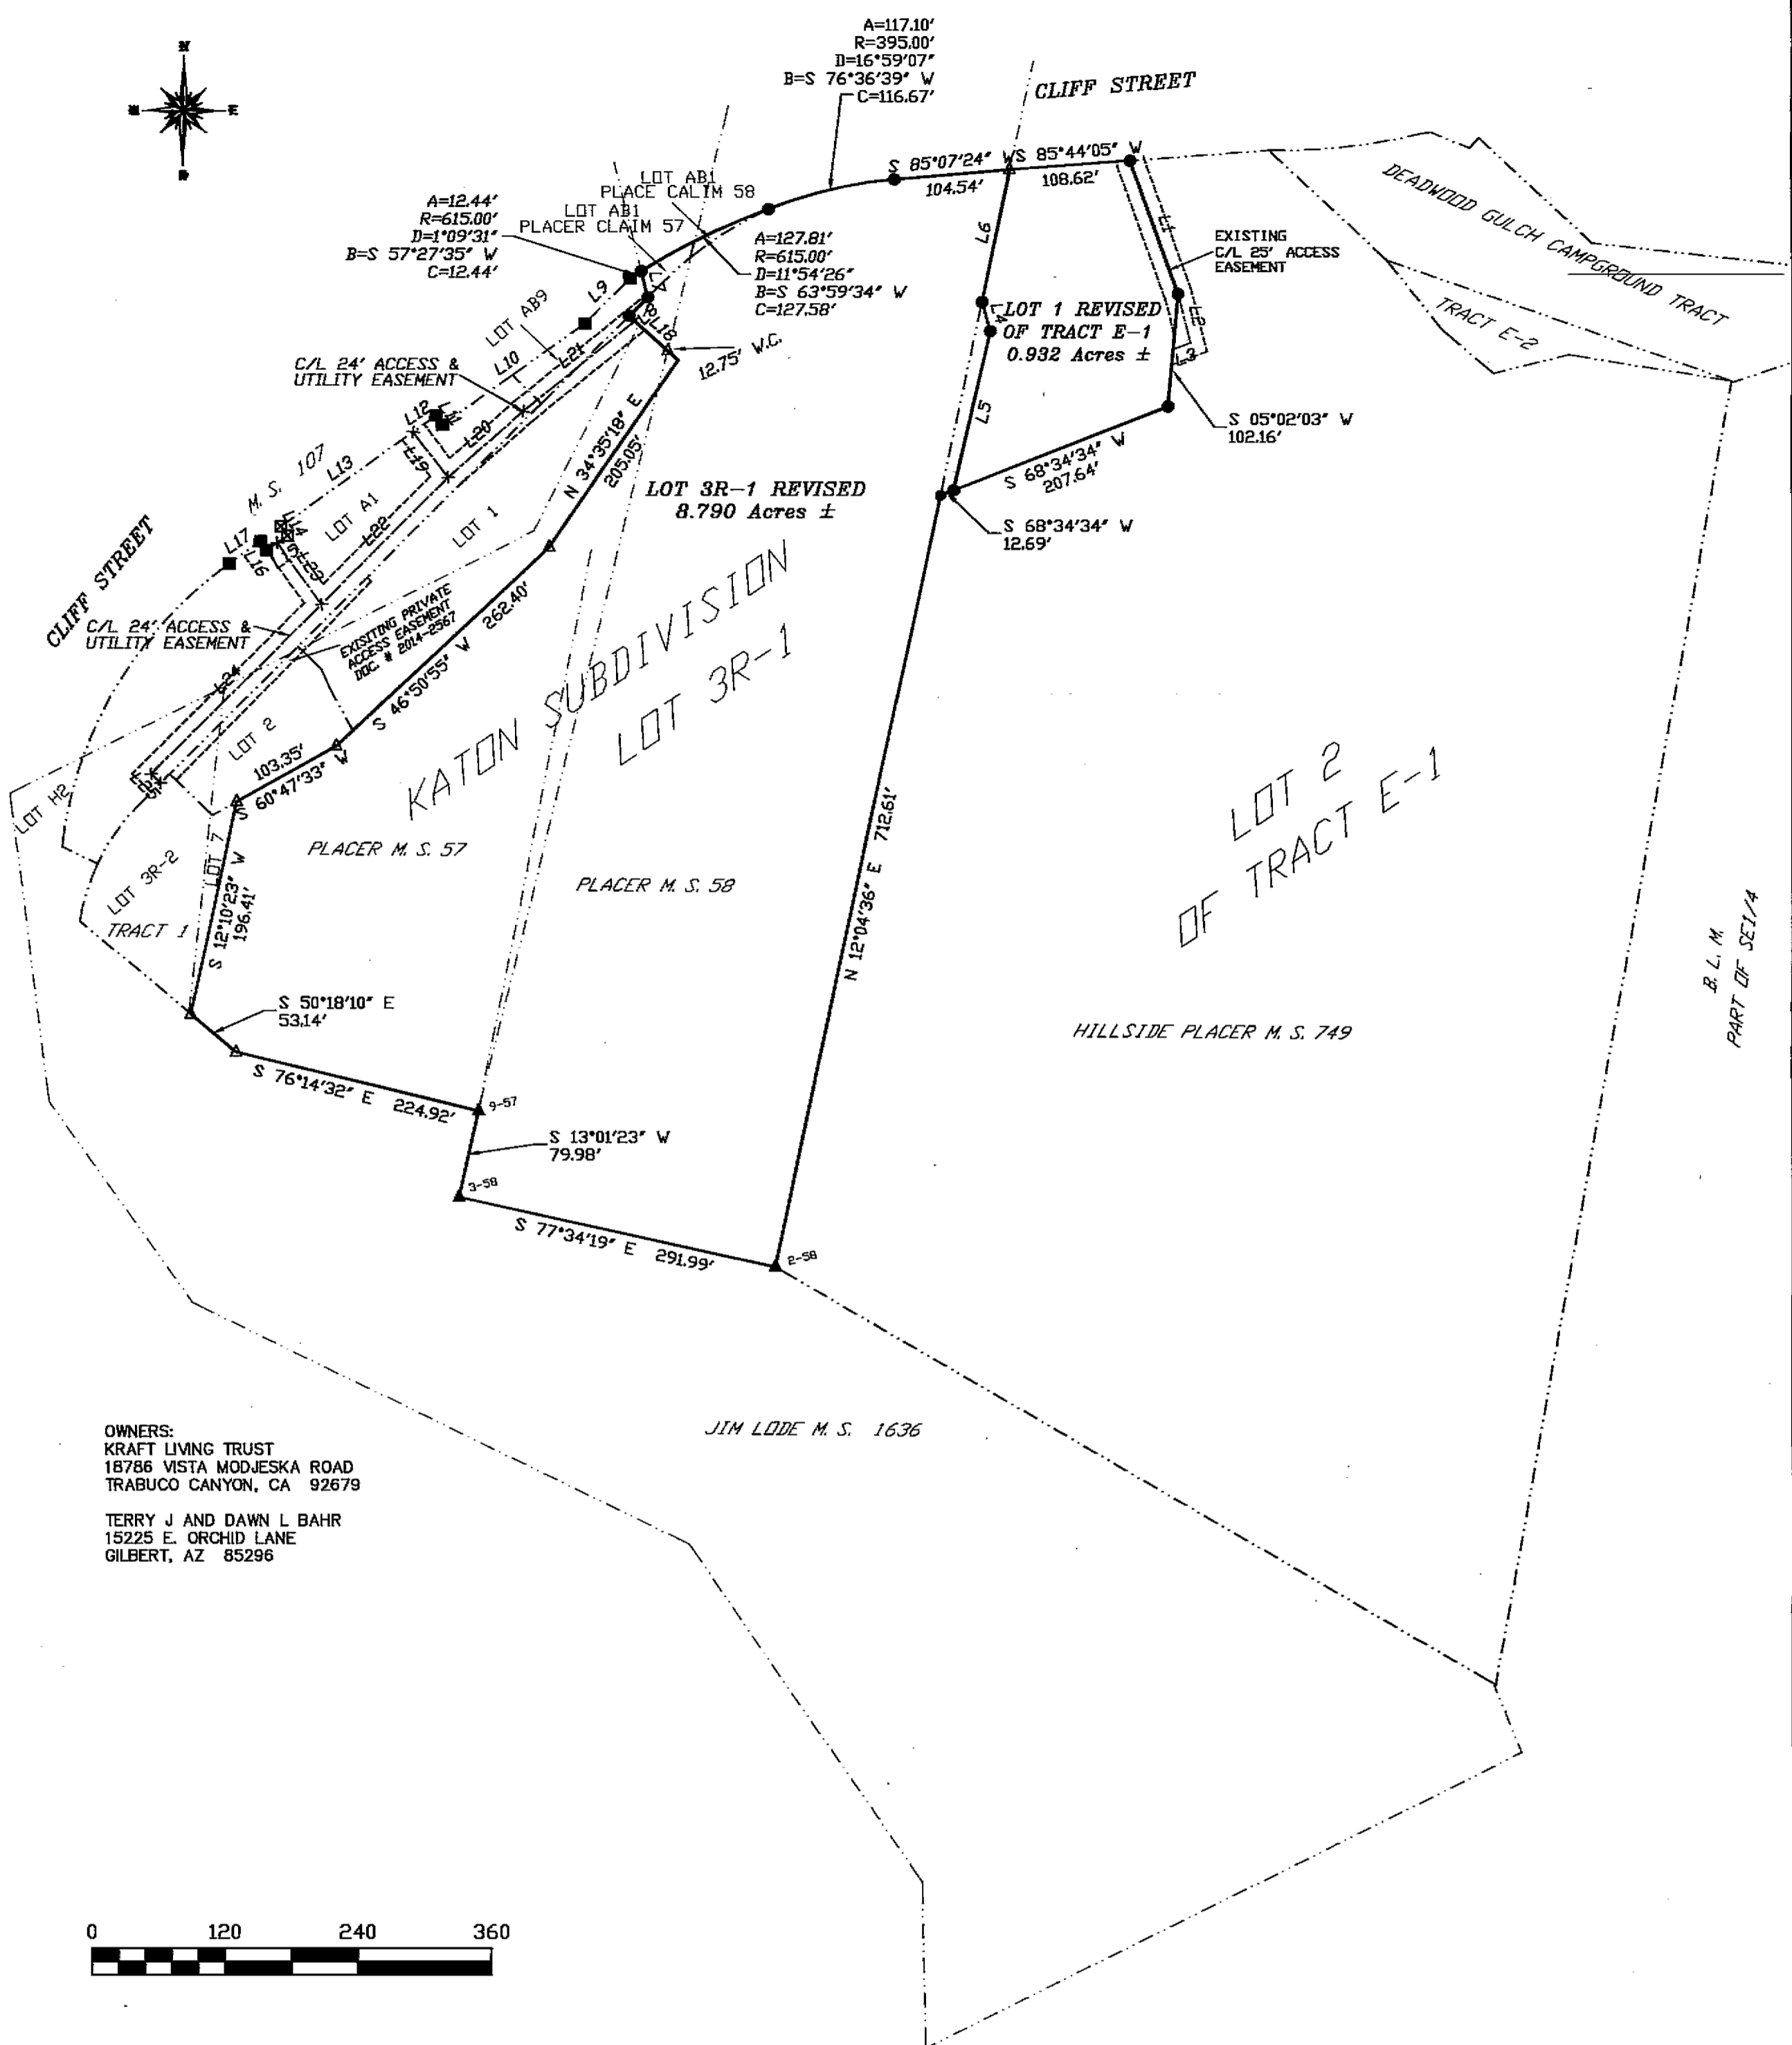 N
W
E
A=117.10'
R=395.00'
D=16°59'07"
B=S 76°36'39" W
C=116.67'
CLIFF STREET
S 85°07'24" W
104.54'
S 85°44'05" W
108.62'
LOT AB1
PLACE CALIM 58
LOT AB1
PLACER CLAIM 57
A=12.44'
R=615.00'
D=1°09'31"
B=S 57°27'35" W
C=12.44'
A=127.81'
R=615.00'
D=11°54'26"
B=S 63°59'34" W
C=127.58'
DEADWOOD GULCH CAMPGROUND TRACT
TRACT E-2
EXISTING
C/L 25' ACCESS
EASEMENT
L1
L2
L3
L4
L5
L6
L7
L8
L18
L9
LOT AB9
L10
L21
12.75' W.C.
LOT 1 REVISED
OF TRACT E-1
0.932 Acres ±
S 05°02'03" W
102.16'
S 68°34'34" W
207.64'
S 68°34'34" W
12.69'
C/L 24' ACCESS &
UTILITY EASEMENT
L12
L20
L19
L13
M. S. 107
LOT A1
L22
LOT 1
N 34°35'18" E
205.05'
LOT 3R-1 REVISED
8.790 Acres ±
CLIFF STREET
L17
L16
L15
L14
L23
C/L 24' ACCESS &
UTILITY EASEMENT
EXISITING PRIVATE
ACCESS EASEMENT
DOC. # 2014-2567
S 46°50'55" W 262.40'
L24
LOT 2
103.35'
S 60°47'33" W
KATON SUBDIVISION
LOT 3R-1
LOT H2
LOT 7
LOT 3R-2
TRACT 1
S 12°10'23" W
196.41'
PLACER M. S. 57
PLACER M. S. 58
N 12°04'36" E 712.61'
LOT 2
OF TRACT E-1
B. L. M.
PART OF SE1/4
HILLSIDE PLACER M. S. 749
S 50°18'10" E
53.14'
S 76°14'32" E 224.92'
9-57
S 13°01'23" W
79.98'
3-58
S 77°34'19" E 291.99'
2-58
JIM LODE M. S. 1636
OWNERS:
KRAFT LIVING TRUST
18786 VISTA MODJESKA ROAD
TRABUCO CANYON, CA 92679
TERRY J AND DAWN L BAHR
15225 E. ORCHID LANE
GILBERT, AZ 85296
0 120 240 360